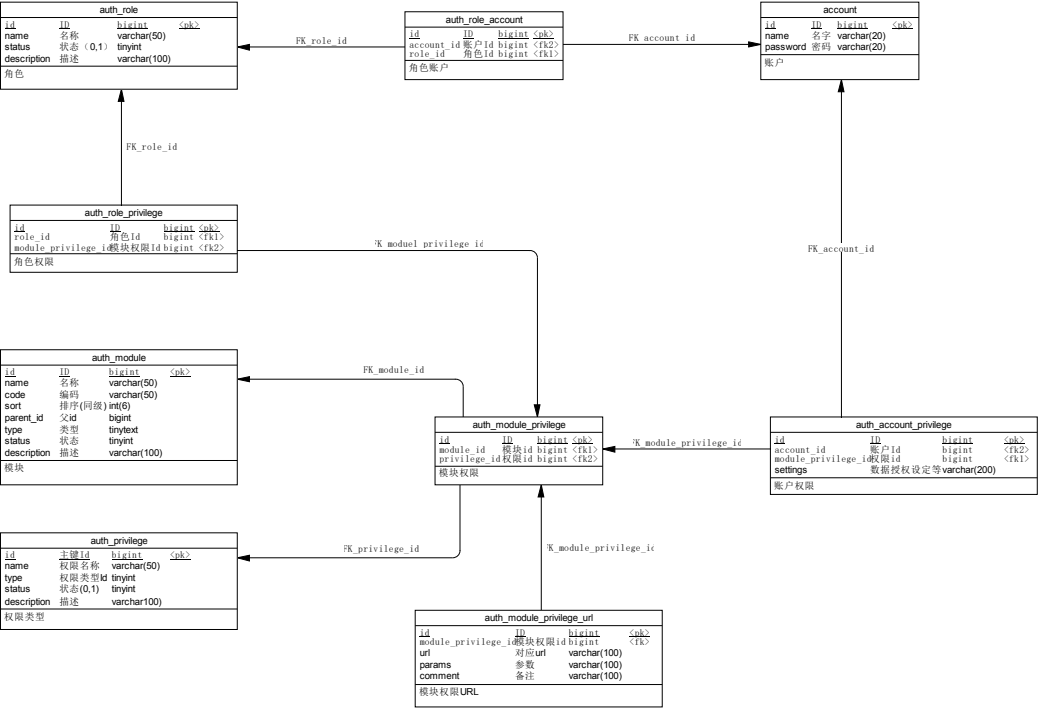 auth_role
id ID bigint <pk>
name 名称 varchar(50)
status 状态（0,1） tinyint
description 描述 varchar(100)
角色
auth_role_account
id ID bigint <pk>
account_id 账户Id bigint <fk2>
role_id 角色Id bigint <fk1>
角色账户
account
id ID bigint <pk>
name 名字 varchar(20)
password 密码 varchar(20)
账户
FK_role_id
FK_account_id
FK_role_id
auth_role_privilege
id ID bigint <pk>
role_id 角色Id bigint <fk1>
module_privilege_id 模块权限Id bigint <fk2>
角色权限
FK_moduel_privilege_id
FK_account_id
auth_module
id ID bigint <pk>
name 名称 varchar(50)
code 编码 varchar(50)
sort 排序(同级) int(6)
parent_id 父id bigint
type 类型 tinytext
status 状态 tinyint
description 描述 varchar(100)
模块
FK_module_id
auth_module_privilege
id ID bigint <pk>
module_id 模块id bigint <fk1>
privilege_id 权限id bigint <fk2>
模块权限
FK_module_privilege_id
auth_account_privilege
id ID bigint <pk>
account_id 账户Id bigint <fk2>
module_privilege_id 权限id bigint <fk1>
settings 数据授权设定等 varchar(200)
账户权限
auth_privilege
id 主键Id bigint <pk>
name 权限名称 varchar(50)
type 权限类型Id tinyint
status 状态(0,1) tinyint
description 描述 varchar100)
权限类型
FK_privilege_id
FK_module_privilege_id
auth_module_privilege_url
id ID bigint <pk>
module_privilege_id 模块权限id bigint <fk>
url 对应url varchar(100)
params 参数 varchar(100)
comment 备注 varchar(100)
模块权限URL